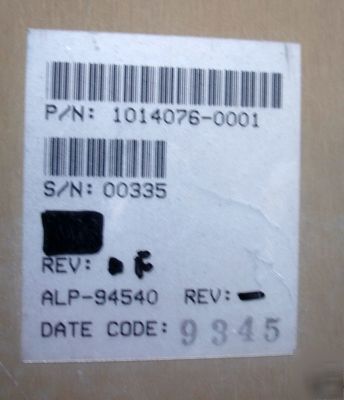 P/N: 1014076-0001
S/N: 00335
REV: F
ALP-94540 REV:
DATE CODE: 9345